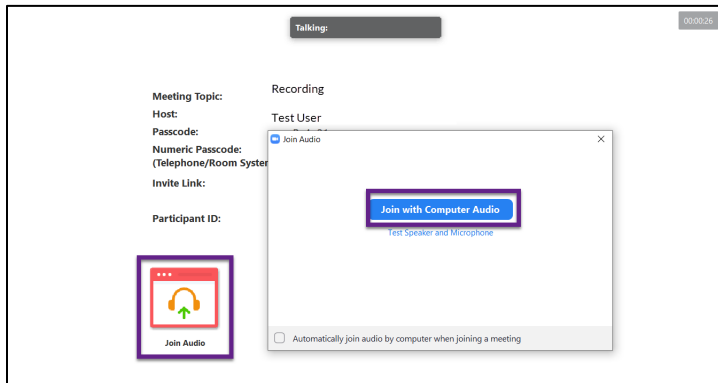 Talking:
00:00:26
Meeting Topic: Recording
Host: Test User
Passcode:
Numeric Passcode:
(Telephone/Room Syster
Invite Link:
Participant ID:
Join Audio
Join with Computer Audio
Test Speaker and Microphone
Automatically join audio by computer when joining a meeting
Join Audio